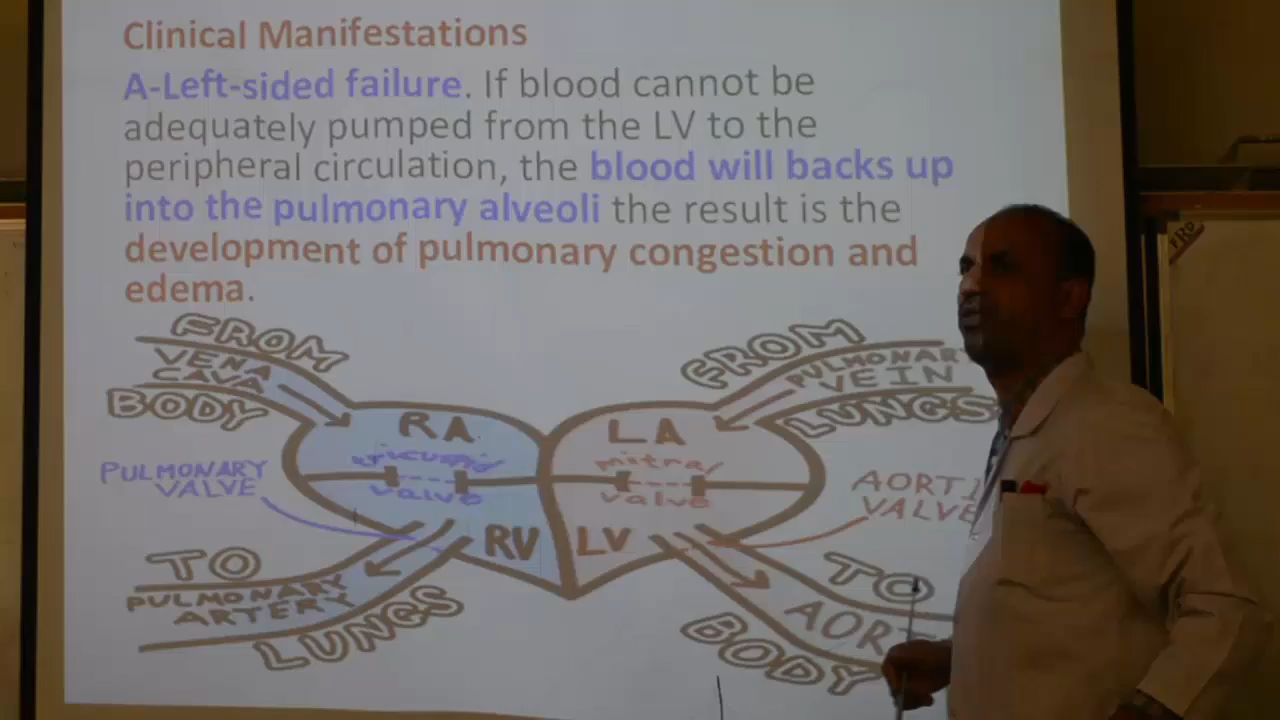 Clinical Manifestations
A-Left-sided failure. If blood cannot be
adequately pumped from the LV to the
peripheral circulation, the blood will backs up
into the pulmonary alveoli the result is the
development of pulmonary congestion and
edema.
FROM
VENA
CAVA
BODY
FROM
PULMONARY
VEIN
LUNGS
RA
tricuspid
valve
LA
mitral
valve
PULMONARY
VALVE
AORTI
VALVE
RV
LV
TO
PULMONARY
ARTERY
LUNGS
TO
AORT
BODY